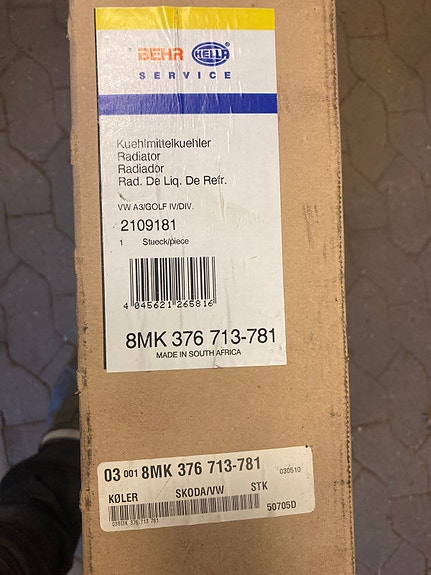 BEHR HELLA
SERVICE
Kuehlmittelkuehler
Radiator
Radiador
Rad. De Liq. De Refr.
VW A3/GOLF IV/DIV.
2109181
1 Stueck/piece
4 045621 265816
8MK 376 713-781
MADE IN SOUTH AFRICA
03 001 8MK 376 713-781 030510
KØLER SKODA/VW STK
50705D